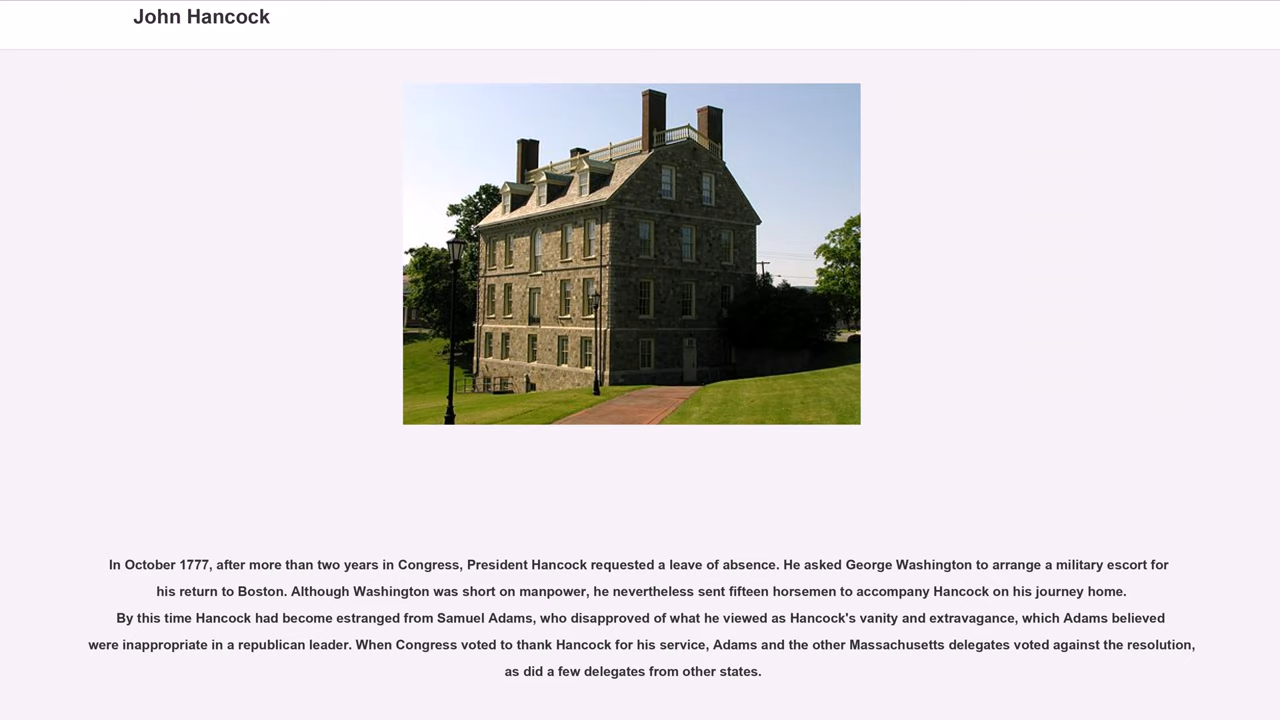 John Hancock
In October 1777, after more than two years in Congress, President Hancock requested a leave of absence. He asked George Washington to arrange a military escort for
his return to Boston. Although Washington was short on manpower, he nevertheless sent fifteen horsemen to accompany Hancock on his journey home.
By this time Hancock had become estranged from Samuel Adams, who disapproved of what he viewed as Hancock's vanity and extravagance, which Adams believed
were inappropriate in a republican leader. When Congress voted to thank Hancock for his service, Adams and the other Massachusetts delegates voted against the resolution,
as did a few delegates from other states.